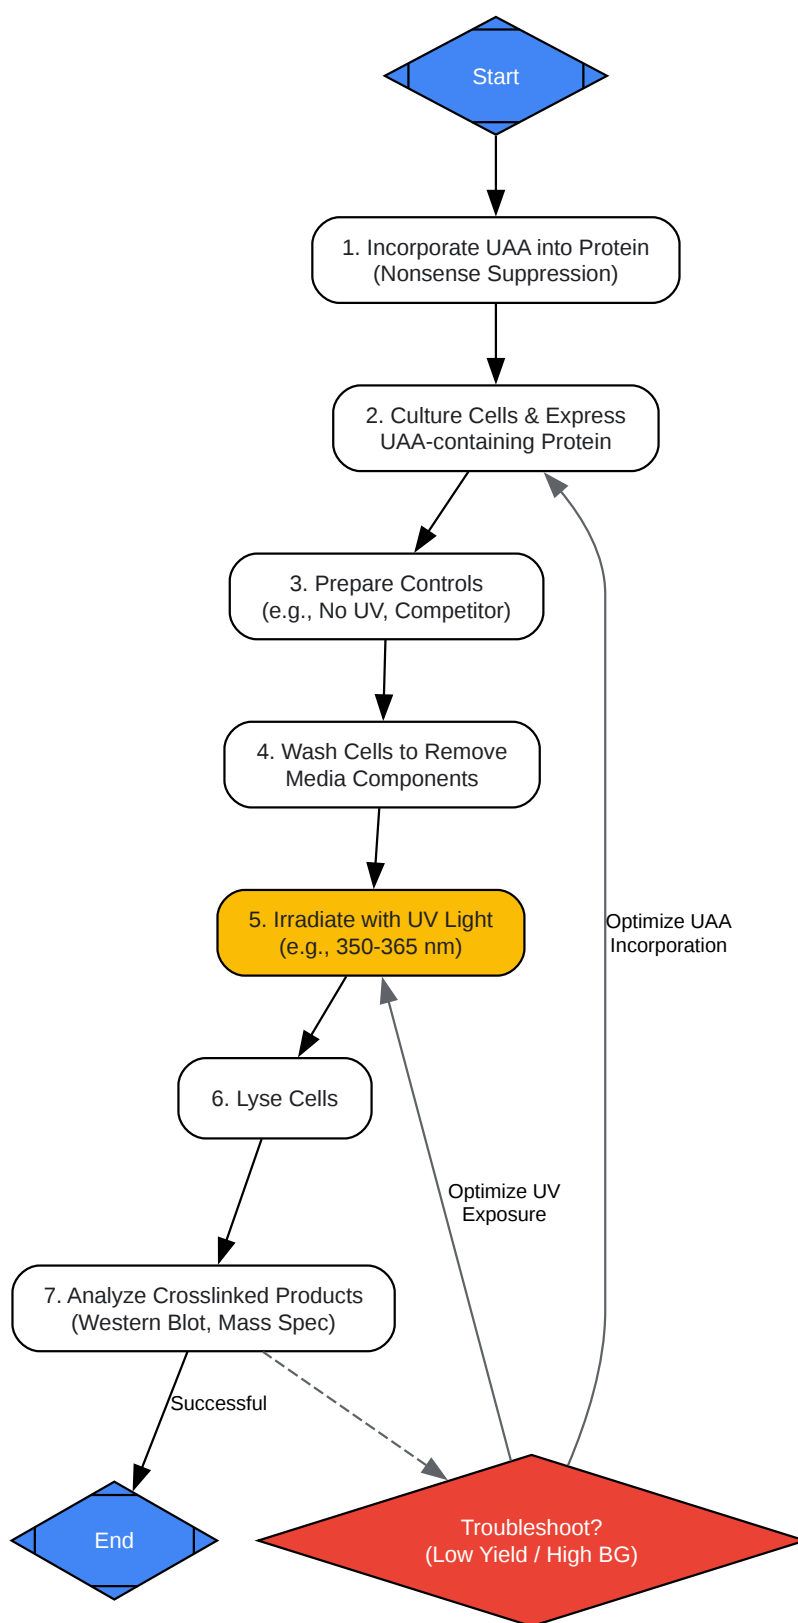 Start
1. Incorporate UAA into Protein
(Nonsense Suppression)
2. Culture Cells & Express
UAA-containing Protein
3. Prepare Controls
(e.g., No UV, Competitor)
4. Wash Cells to Remove
Media Components
5. Irradiate with UV Light
(e.g., 350-365 nm)
Optimize UAA
Incorporation
6. Lyse Cells
Optimize UV
Exposure
7. Analyze Crosslinked Products
(Western Blot, Mass Spec)
Successful
End
Troubleshoot?
(Low Yield / High BG)